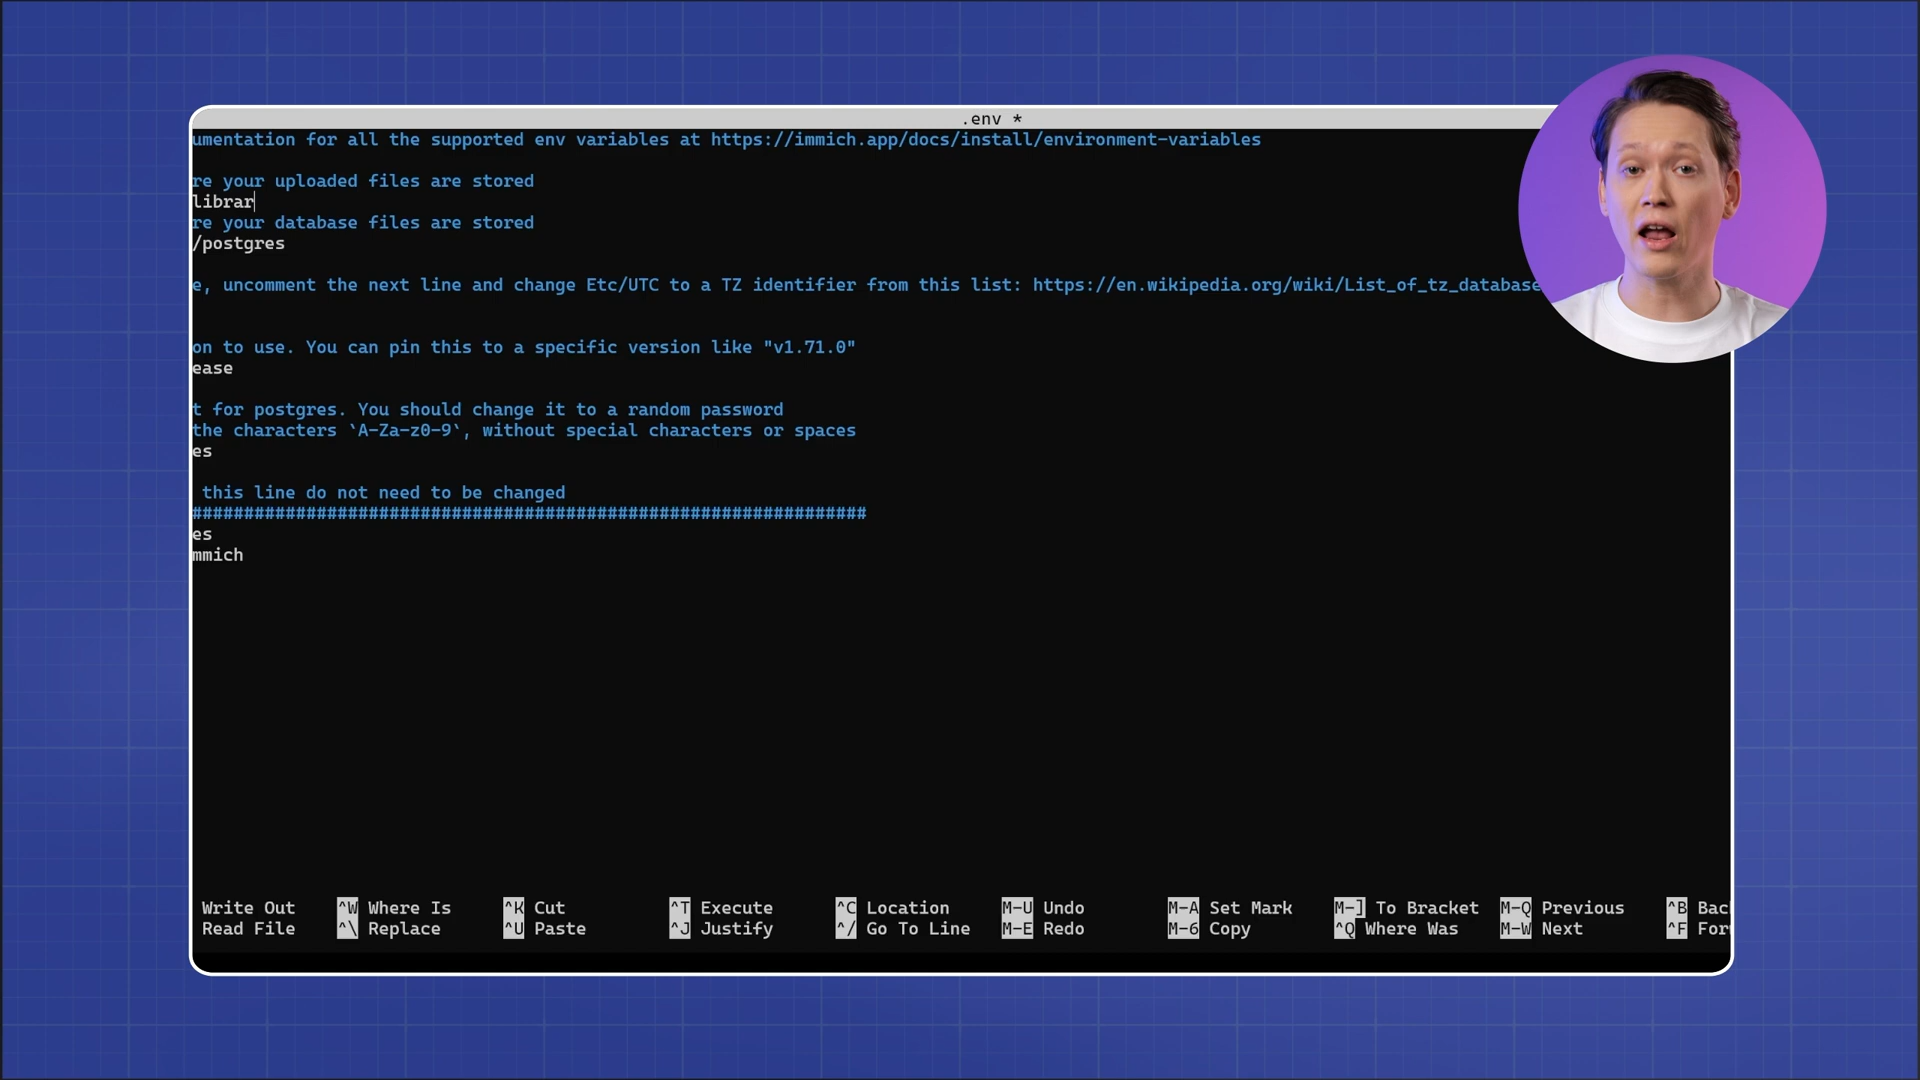 .env *
umentation for all the supported env variables at https://immich.app/docs/install/environment-variables
re your uploaded files are stored
librar
re your database files are stored
/postgres
e, uncomment the next line and change Etc/UTC to a TZ identifier from this list: https://en.wikipedia.org/wiki/List_of_tz_database
on to use. You can pin this to a specific version like "v1.71.0"
ease
t for postgres. You should change it to a random password
the characters `A-Za-z0-9`, without special characters or spaces
es
this line do not need to be changed
#################################################################
es
mmich
Write Out ^W Where Is ^K Cut ^T Execute ^C Location M-U Undo M-A Set Mark M-] To Bracket M-Q Previous ^B Bac
Read File ^\ Replace ^U Paste ^J Justify ^/ Go To Line M-E Redo M-6 Copy ^Q Where Was M-W Next ^F For